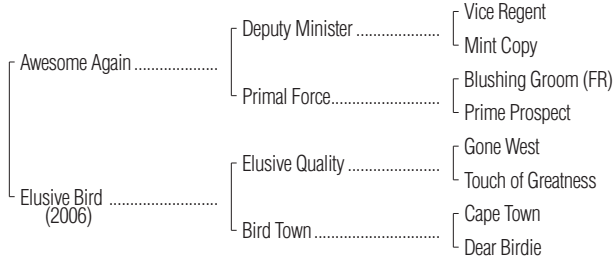 Vice Regent
Deputy Minister ....................
Mint Copy
Awesome Again ....................
Blushing Groom (FR)
Primal Force..........................
Prime Prospect
Gone West
Elusive Quality ......................
Touch of Greatness
Elusive Bird ..........................
(2006)
Cape Town
Bird Town ..............................
Dear Birdie